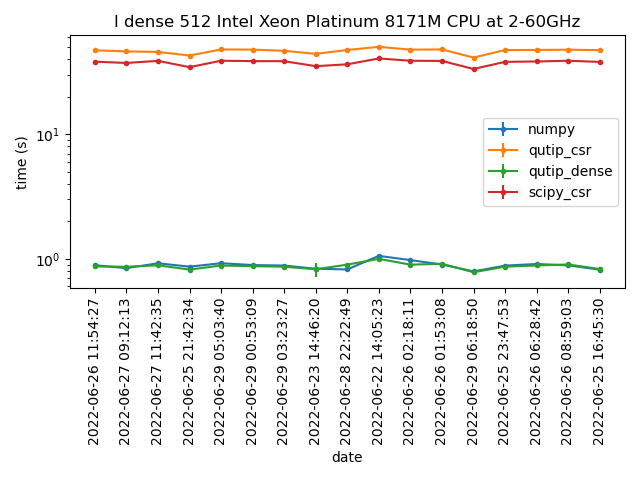 I dense 512 Intel Xeon Platinum 8171M CPU at 2-60GHz
time (s)
10¹
10⁰
numpy
qutip_csr
qutip_dense
scipy_csr
2022-06-26 11:54:27
2022-06-27 09:12:13
2022-06-27 11:42:35
2022-06-25 21:42:34
2022-06-29 05:03:40
2022-06-29 00:53:09
2022-06-29 03:23:27
2022-06-23 14:46:20
2022-06-28 22:22:49
2022-06-22 14:05:23
2022-06-26 02:18:11
2022-06-26 01:53:08
2022-06-29 06:18:50
2022-06-25 23:47:53
2022-06-26 06:28:42
2022-06-26 08:59:03
2022-06-25 16:45:30
date